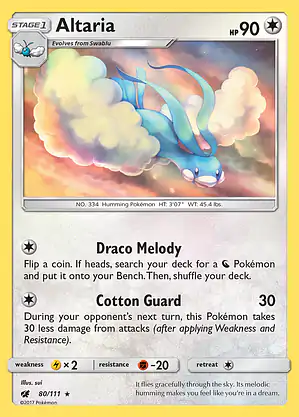 STAGE 1 Altaria HP 90
Evolves from Swablu
NO. 334 Humming Pokémon HT: 3'07" WT: 45.4 lbs.
Draco Melody
Flip a coin. If heads, search your deck for a Pokémon
and put it onto your Bench. Then, shuffle your deck.
Cotton Guard 30
During your opponent's next turn, this Pokémon takes
30 less damage from attacks (after applying Weakness and
Resistance).
weakness ×2 resistance -20 retreat
Illus. sui
80/111 ★
©2017 Pokémon
It flies gracefully through the sky. Its melodic
humming makes you feel like you're in a dream.